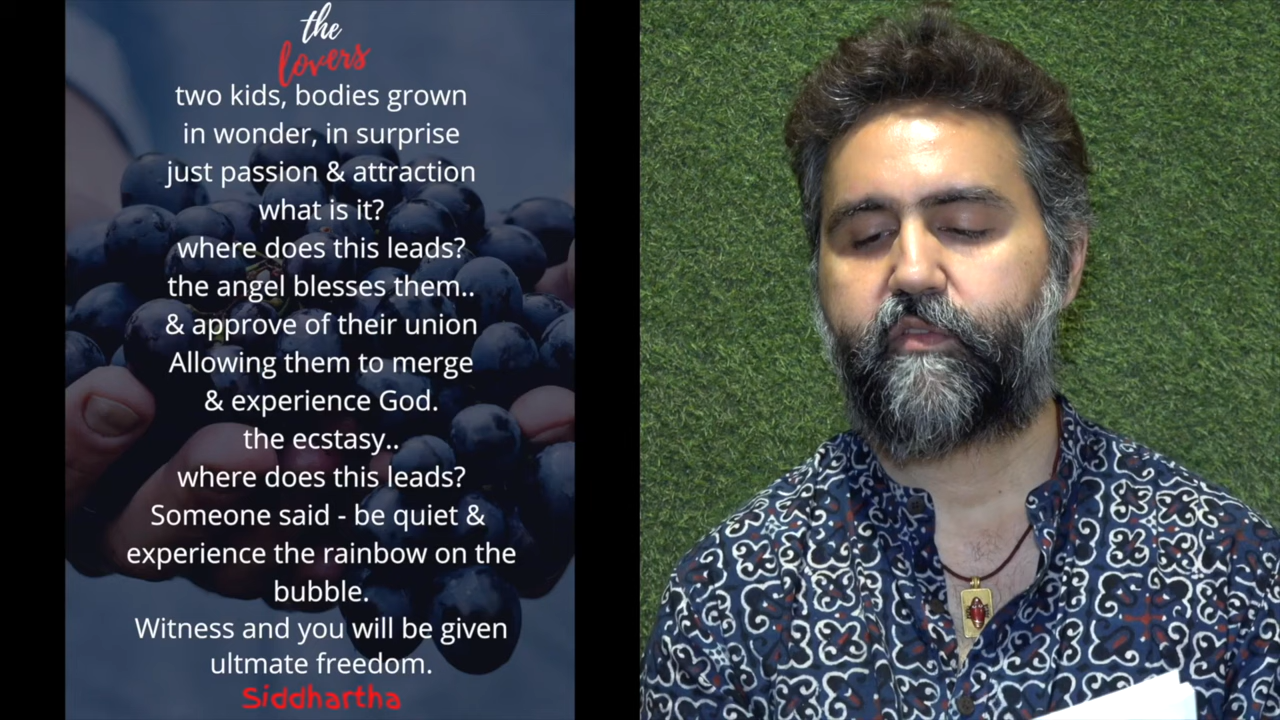 the
lovers
two kids, bodies grown
in wonder, in surprise
just passion & attraction
what is it?
where does this leads?
the angel blesses them..
& approve of their union
Allowing them to merge
& experience God.
the ecstasy..
where does this leads?
Someone said - be quiet &
experience the rainbow on the
bubble.
Witness and you will be given
ultmate freedom.
Siddhartha